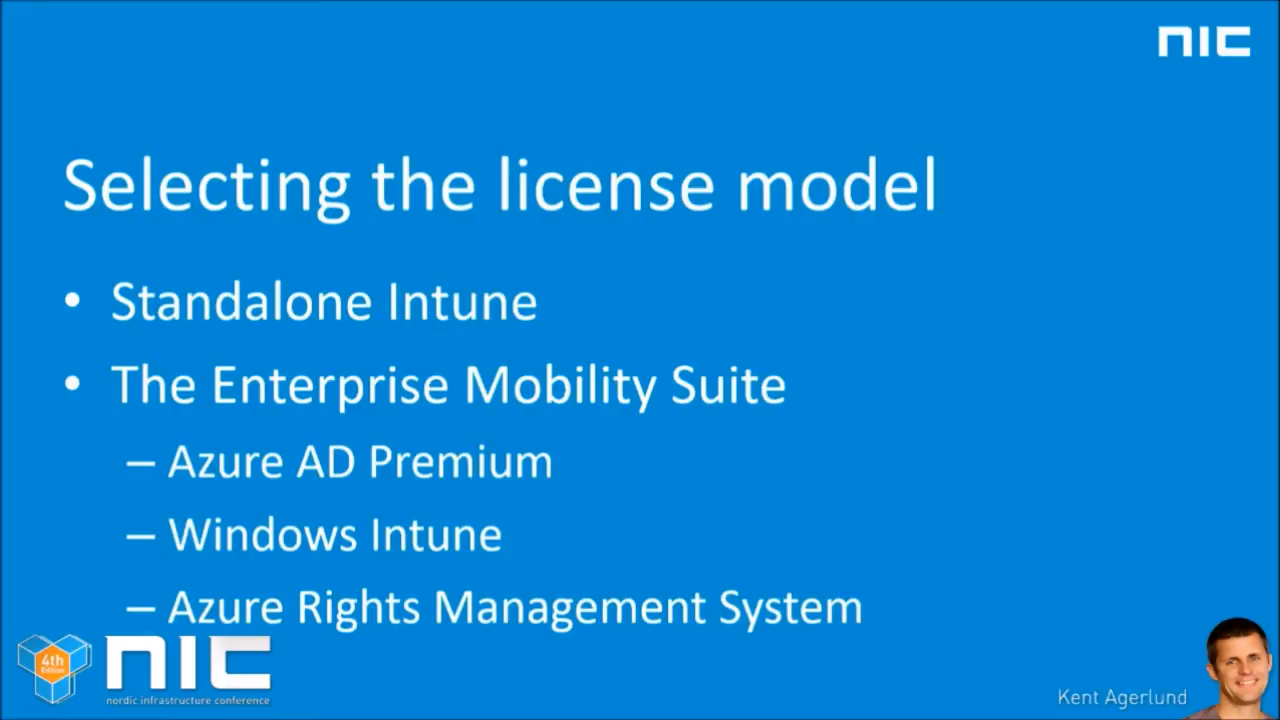 NIC
Selecting the license model
• Standalone Intune
• The Enterprise Mobility Suite
– Azure AD Premium
– Windows Intune
– Azure Rights Management System
4th
Edition
NIC
nordic infrastructure conference
Kent Agerlund